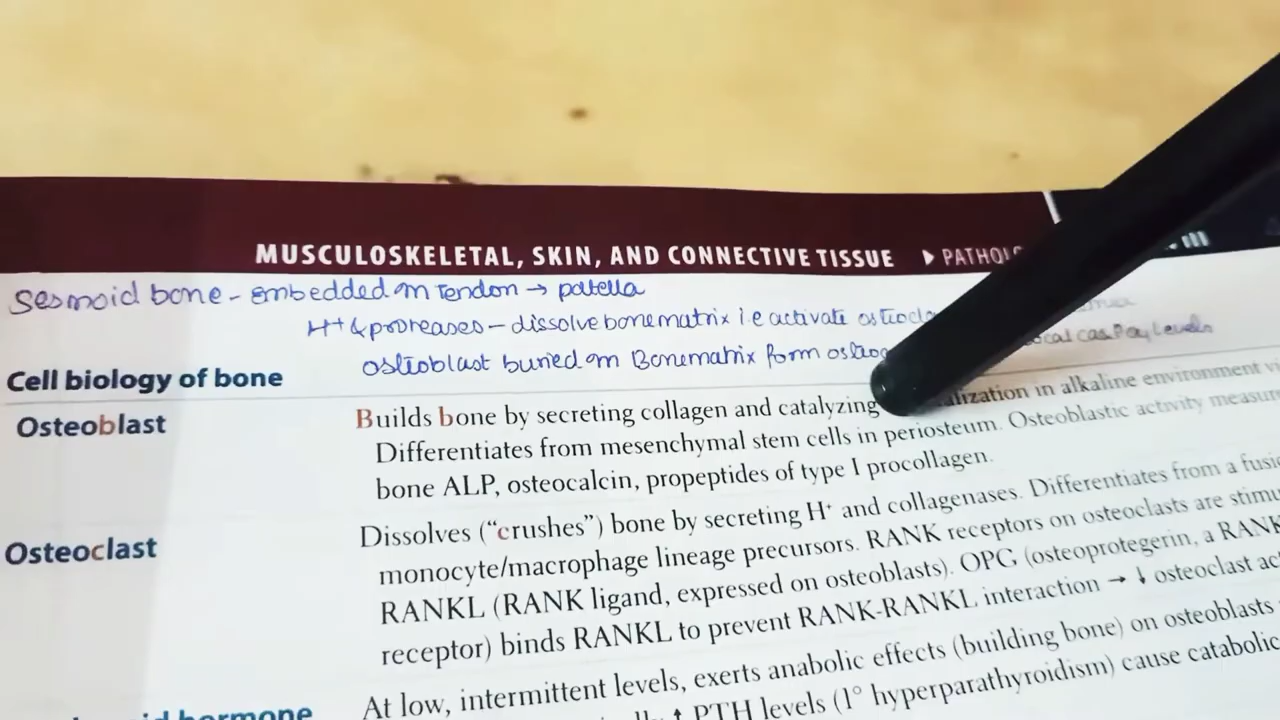 MUSCULOSKELETAL, SKIN, AND CONNECTIVE TISSUE ▶ PATHOLO
Sesmoid bone - embedded in Tendon → patella
H⁺ & proteases – dissolve bone matrix i.e activate
osteoblast buried in Bone matrix form
Cell biology of bone
Osteoblast
Builds bone by secreting collagen and catalyzing in alkaline environment
Differentiates from mesenchymal stem cells in periosteum. Osteoblastic activity
bone ALP, osteocalcin, propeptides of type I procollagen.
Osteoclast
Dissolves (“crushes”) bone by secreting H⁺ and collagenases. Differentiates from a
monocyte/macrophage lineage precursors. RANK receptors on osteoclasts are
RANKL (RANK ligand, expressed on osteoblasts). OPG (osteoprotegerin, a
receptor) binds RANKL to prevent RANK-RANKL interaction → ↓ osteoclast
hormone
At low, intermittent levels, exerts anabolic effects (building bone) on osteoblasts
↑ PTH levels (1° hyperparathyroidism) cause catabolic